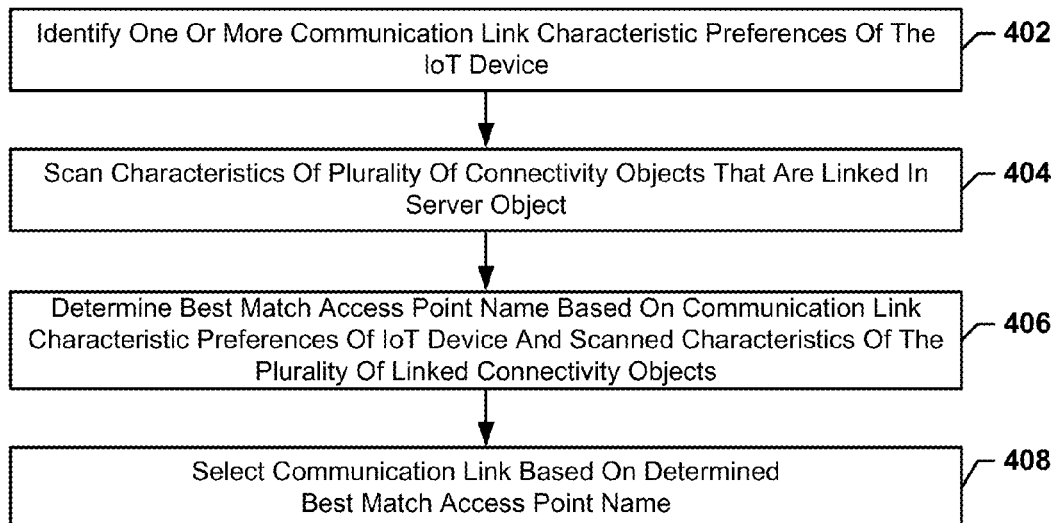 Identify One Or More Communication Link Characteristic Preferences Of The
IoT Device
402
Scan Characteristics Of Plurality Of Connectivity Objects That Are Linked In
Server Object
404
Determine Best Match Access Point Name Based On Communication Link
Characteristic Preferences Of IoT Device And Scanned Characteristics Of The
Plurality Of Linked Connectivity Objects
406
Select Communication Link Based On Determined
Best Match Access Point Name
408